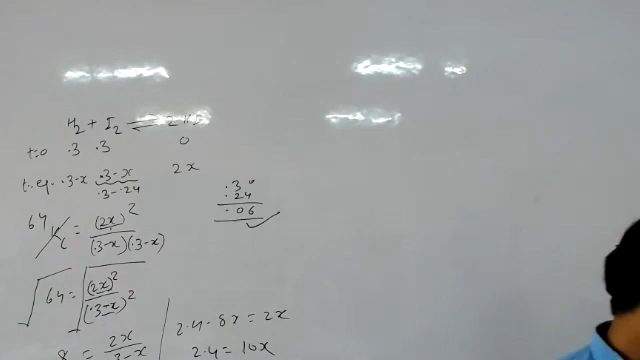 H₂ + I₂ ⇌ 2HI
t=0 .3 .3 0
t.eq. .3-x .3-x 2x
.3-.24
.30
.24
.06
64 Kc = (2x)² / (.3-x)(.3-x)
√64 = √(2x)² / (.3-x)²
8 = 2x / .3-x
2.4-8x = 2x
2.4 = 10x